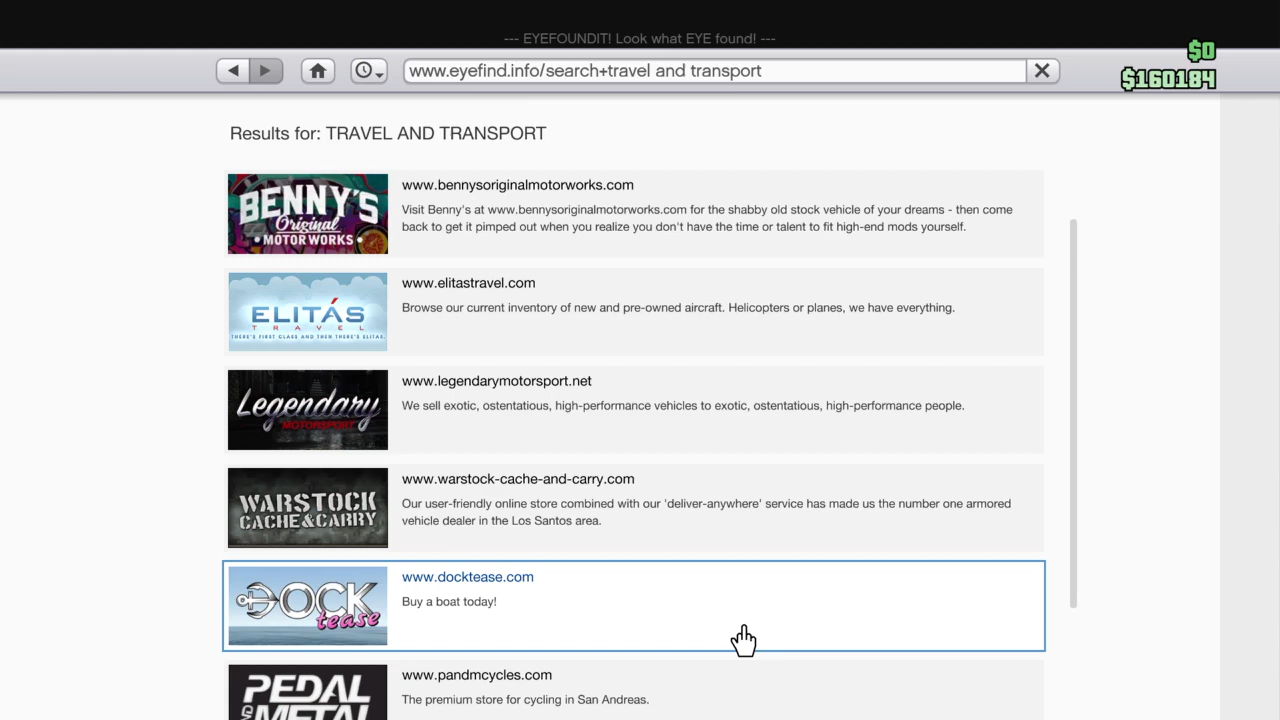 --- EYEFOUNDIT! Look what EYE found! ---
$0
www.eyefind.info/search+travel and transport
$160184
Results for: TRAVEL AND TRANSPORT
BENNY'S
Original
MOTOR WORKS
www.bennysoriginalmotorworks.com
Visit Benny's at www.bennysoriginalmotorworks.com for the shabby old stock vehicle of your dreams - then come
back to get it pimped out when you realize you don't have the time or talent to fit high-end mods yourself.
ELITÁS
TRAVEL
THERE'S FIRST CLASS AND THEN THERE'S ELITAS.
www.elitastravel.com
Browse our current inventory of new and pre-owned aircraft. Helicopters or planes, we have everything.
Legendary
MOTORSPORT
www.legendarymotorsport.net
We sell exotic, ostentatious, high-performance vehicles to exotic, ostentatious, high-performance people.
WARSTOCK
CACHE & CARRY
www.warstock-cache-and-carry.com
Our user-friendly online store combined with our 'deliver-anywhere' service has made us the number one armored
vehicle dealer in the Los Santos area.
DOCK
tease
www.docktease.com
Buy a boat today!
PEDAL
METAL
www.pandmcycles.com
The premium store for cycling in San Andreas.